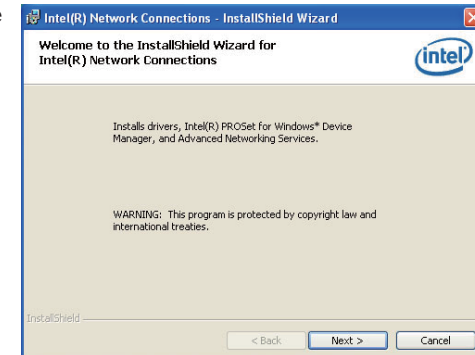 e
Intel(R) Network Connections - InstallShield Wizard
Welcome to the InstallShield Wizard for
Intel(R) Network Connections
intel
Installs drivers, Intel(R) PROSet for Windows* Device
Manager, and Advanced Networking Services.
WARNING: This program is protected by copyright law and
international treaties.
InstallShield
< Back Next > Cancel